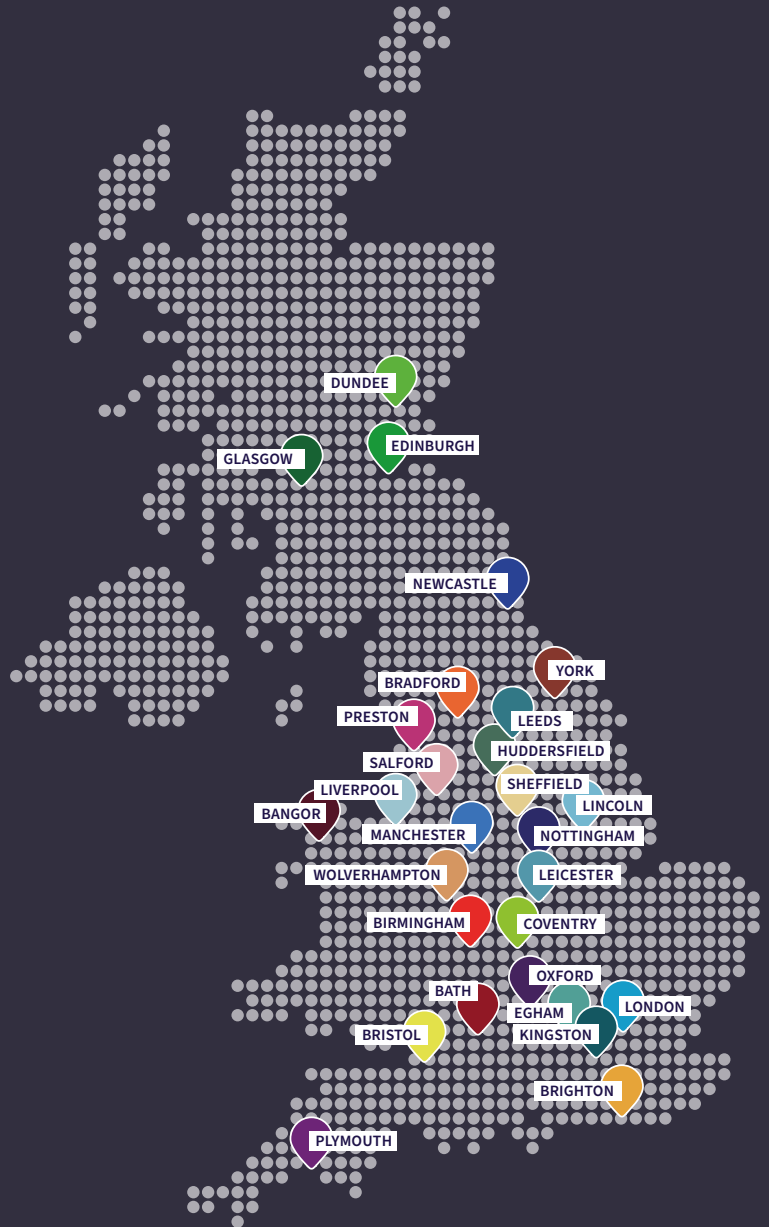 DUNDEE
EDINBURGH
GLASGOW
NEWCASTLE
YORK
BRADFORD
PRESTON
LEEDS
HUDDERSFIELD
SALFORD
SHEFFIELD
LIVERPOOL
LINCOLN
BANGOR
MANCHESTER
NOTTINGHAM
WOLVERHAMPTON
LEICESTER
BIRMINGHAM
COVENTRY
OXFORD
BATH
LONDON
EGHAM
BRISTOL
KINGSTON
BRIGHTON
PLYMOUTH